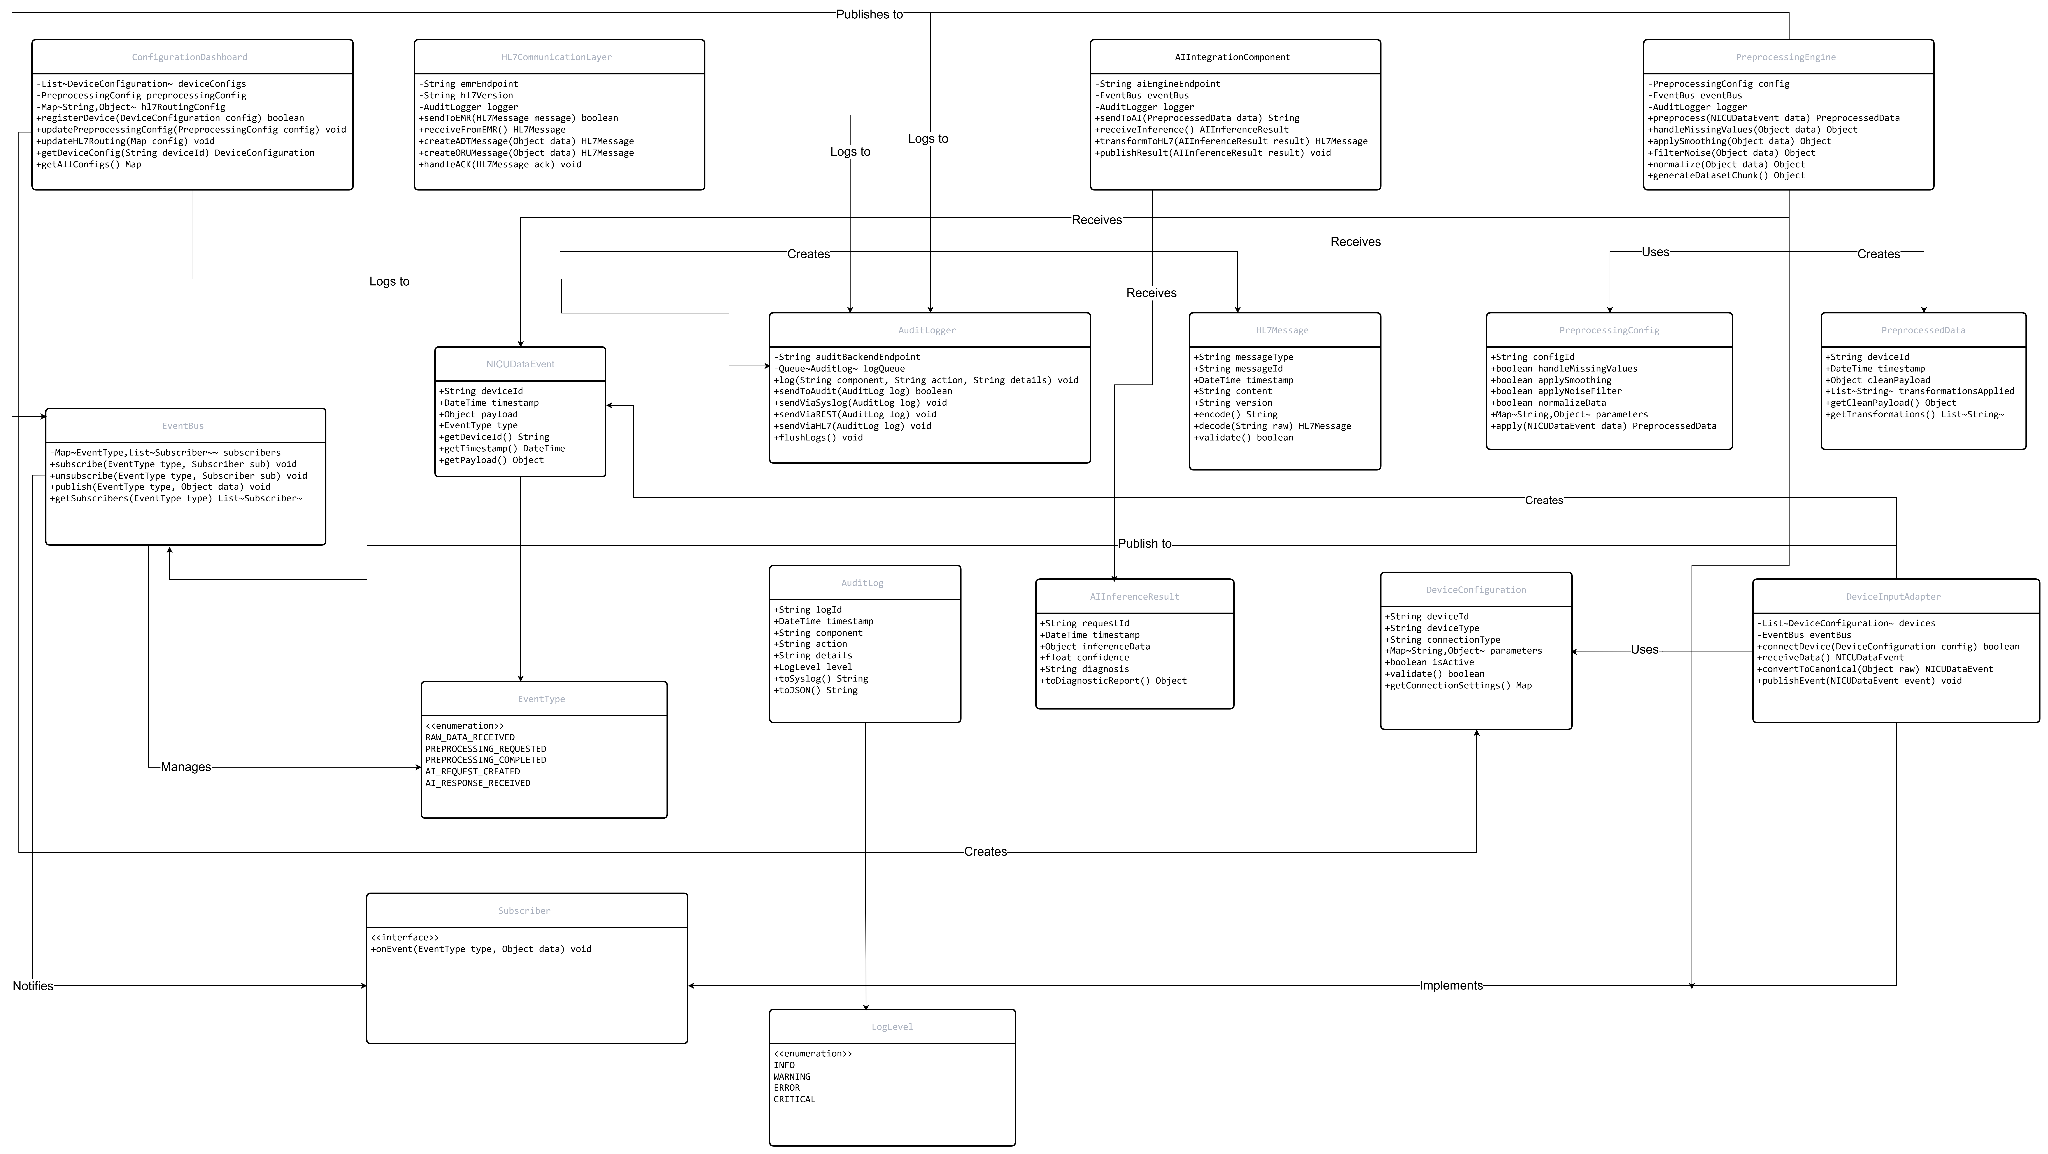 Publishes to
ConfigurationDashboard
-List~DeviceConfiguration~ deviceConfigs
-PreprocessingConfig preprocessingConfig
-Map~String,Object~ hl7RoutingConfig
+registerDevice(DeviceConfiguration config) boolean
+updatePreprocessingConfig(PreprocessingConfig config) void
+updateHL7Routing(Map config) void
+getDeviceConfig(String deviceId) DeviceConfiguration
+getAllConfigs() Map
HL7CommunicationLayer
-String emrEndpoint
-String hl7Version
-AuditLogger logger
+sendToEMR(HL7Message message) boolean
+receiveFromEMR() HL7Message
+createADTMessage(Object data) HL7Message
+createORUMessage(Object data) HL7Message
+handleACK(HL7Message ack) void
AIIntegrationComponent
-String aiEngineEndpoint
-EventBus eventBus
-AuditLogger logger
+sendToAI(PreprocessedData data) String
+receiveInference() AIInferenceResult
+transformToHL7(AIInferenceResult result) HL7Message
+publishResult(AIInferenceResult result) void
PreprocessingEngine
-PreprocessingConfig config
-EventBus eventBus
-AuditLogger logger
+preprocess(NICUDataEvent data) PreprocessedData
+handleMissingValues(Object data) Object
+applySmoothing(Object data) Object
+filterNoise(Object data) Object
+normalize(Object data) Object
+generateDatasetChunk() Object
Logs to
Logs to
Receives
Receives
Creates
Uses
Creates
Logs to
Receives
AuditLogger
-String auditBackendEndpoint
-Queue~AuditLog~ logQueue
+log(String component, String action, String details) void
+sendToAudit(AuditLog log) boolean
+sendViaSyslog(AuditLog log) void
+sendViaREST(AuditLog log) void
+sendViaHL7(AuditLog log) void
+flushLogs() void
HL7Message
+String messageType
+String messageId
+DateTime timestamp
+String content
+String version
+encode() String
+decode(String raw) HL7Message
+validate() boolean
PreprocessingConfig
+String configId
+boolean handleMissingValues
+boolean applySmoothing
+boolean applyNoiseFilter
+boolean normalizeData
+Map~String,Object~ parameters
+apply(NICUDataEvent data) PreprocessedData
PreprocessedData
+String deviceId
+DateTime timestamp
+Object cleanPayload
+List~String~ transformationsApplied
+getCleanPayload() Object
+getTransformations() List~String~
NICUDataEvent
+String deviceId
+DateTime timestamp
+Object payload
+EventType type
+getDeviceId() String
+getTimestamp() DateTime
+getPayload() Object
EventBus
-Map~EventType,List~Subscriber~~ subscribers
+subscribe(EventType type, Subscriber sub) void
+unsubscribe(EventType type, Subscriber sub) void
+publish(EventType type, Object data) void
+getSubscribers(EventType type) List~Subscriber~
Creates
Publish to
AuditLog
+String logId
+DateTime timestamp
+String component
+String action
+String details
+LogLevel level
+toSyslog() String
+toJSON() String
AIInferenceResult
+String requestId
+DateTime timestamp
+Object inferenceData
+float confidence
+String diagnosis
+toDiagnosticReport() Object
DeviceConfiguration
+String deviceId
+String deviceType
+String connectionType
+Map~String,Object~ parameters
+boolean isActive
+validate() boolean
+getConnectionSettings() Map
Uses
DeviceInputAdapter
-List~DeviceConfiguration~ devices
-EventBus eventBus
+connectDevice(DeviceConfiguration config) boolean
+receiveData() NICUDataEvent
+convertToCanonical(Object raw) NICUDataEvent
+publishEvent(NICUDataEvent event) void
EventType
<<enumeration>>
RAW_DATA_RECEIVED
PREPROCESSING_REQUESTED
PREPROCESSING_COMPLETED
AI_REQUEST_CREATED
AI_RESPONSE_RECEIVED
Manages
Creates
Subscriber
<<interface>>
+onEvent(EventType type, Object data) void
Notifies
Implements
LogLevel
<<enumeration>>
INFO
WARNING
ERROR
CRITICAL